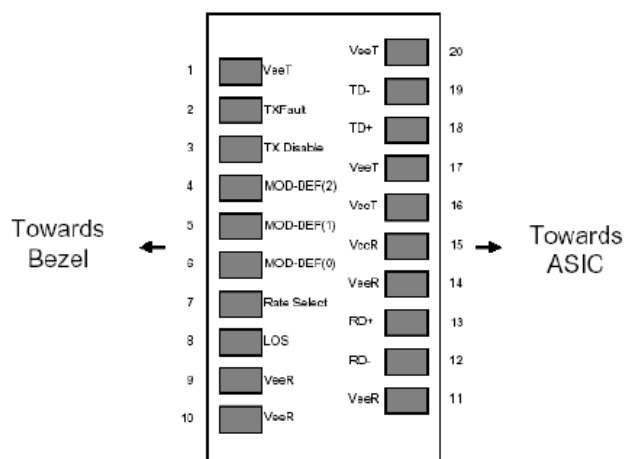 Towards
Bezel
1 VeeT
2 TXFault
3 TX Disable
4 MOD-DEF(2)
5 MOD-DEF(1)
6 MOD-DEF(0)
7 Rate Select
8 LOS
9 VeeR
10 VeeR
VeeT 20
TD- 19
TD+ 18
VeeT 17
VeeT 16
VeeR 15
VeeR 14
RD+ 13
RD- 12
VeeR 11
Towards
ASIC